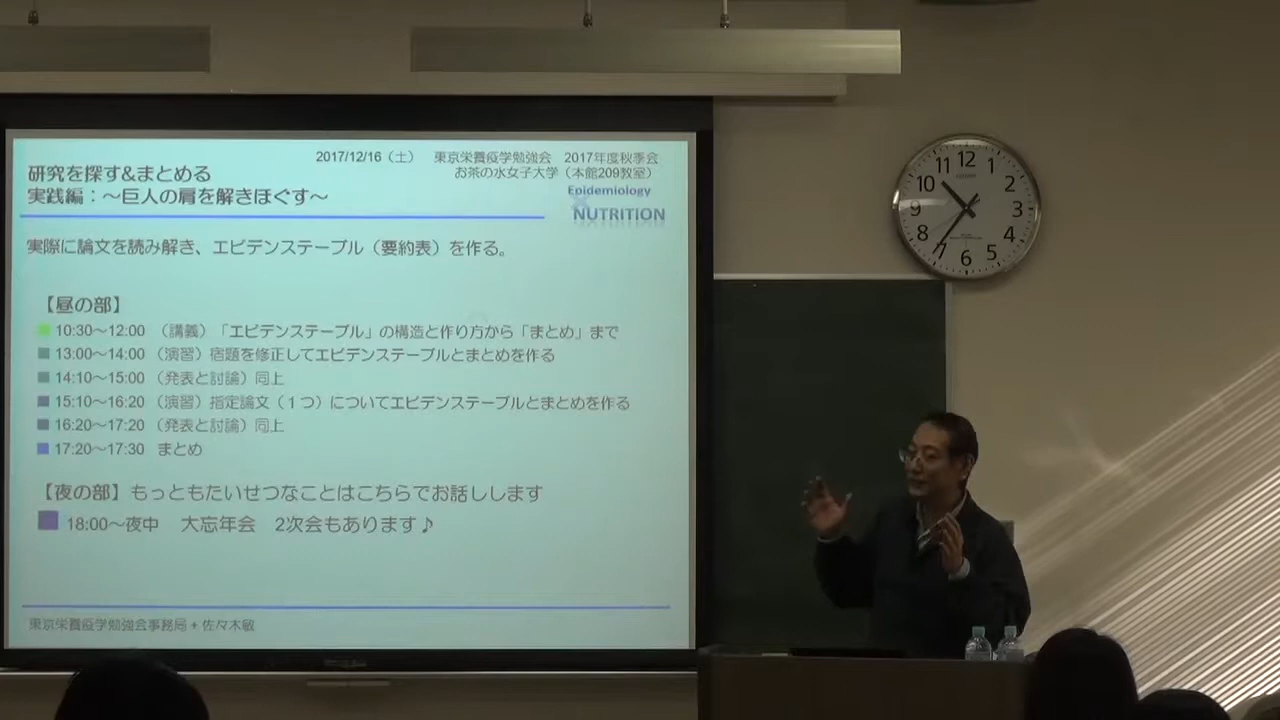 2017/12/16（土） 東京栄養疫学勉強会 2017年度秋季会
お茶の水女子大学（本館209教室）
研究を探す&まとめる
実践編：～巨人の肩を解きほぐす～
Epidemiology
NUTRITION
実際に論文を読み解き、エビデンステーブル（要約表）を作る。
【昼の部】
10:30～12:00 （講義）「エビデンステーブル」の構造と作り方から「まとめ」まで
13:00～14:00 （演習）宿題を修正してエビデンステーブルとまとめを作る
14:10～15:00 （発表と討論）同上
15:10～16:20 （演習）指定論文（１つ）についてエビデンステーブルとまとめを作る
16:20～17:20 （発表と討論）同上
17:20～17:30 まとめ
【夜の部】もっともたいせつなことはこちらでお話しします
18:00～夜中 大忘年会 2次会もあります♪
東京栄養疫学勉強会事務局 + 佐々木敏
12
1
2
3
4
5
6
7
8
9
10
11